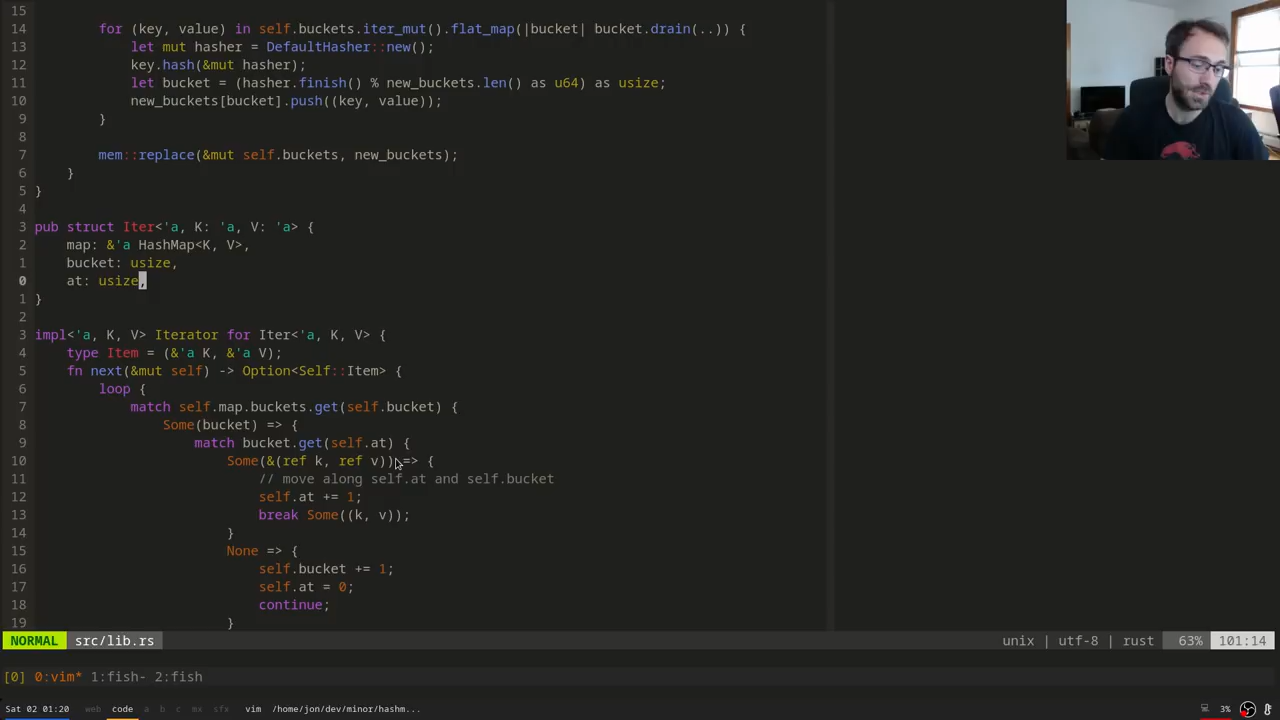 15
14         for (key, value) in self.buckets.iter_mut().flat_map(|bucket| bucket.drain(..)) {
13             let mut hasher = DefaultHasher::new();
12             key.hash(&mut hasher);
11             let bucket = (hasher.finish() % new_buckets.len() as u64) as usize;
10             new_buckets[bucket].push((key, value));
9         }
8
7         mem::replace(&mut self.buckets, new_buckets);
6     }
5 }
4
3 pub struct Iter<'a, K: 'a, V: 'a> {
2     map: &'a HashMap<K, V>,
1     bucket: usize,
0     at: usize,
1 }
2
3 impl<'a, K, V> Iterator for Iter<'a, K, V> {
4     type Item = (&'a K, &'a V);
5     fn next(&mut self) -> Option<Self::Item> {
6         loop {
7             match self.map.buckets.get(self.bucket) {
8                 Some(bucket) => {
9                     match bucket.get(self.at) {
10                         Some(&(ref k, ref v)) => {
11                             // move along self.at and self.bucket
12                             self.at += 1;
13                             break Some((k, v));
14                         }
15                         None => {
16                             self.bucket += 1;
17                             self.at = 0;
18                             continue;
19                         }
NORMAL src/lib.rs unix | utf-8 | rust 63% 101:14
[0] 0:vim* 1:fish- 2:fish
Sat 02 01:20 web code a b c mx sfx vim /home/jon/dev/minor/hashm... 3%